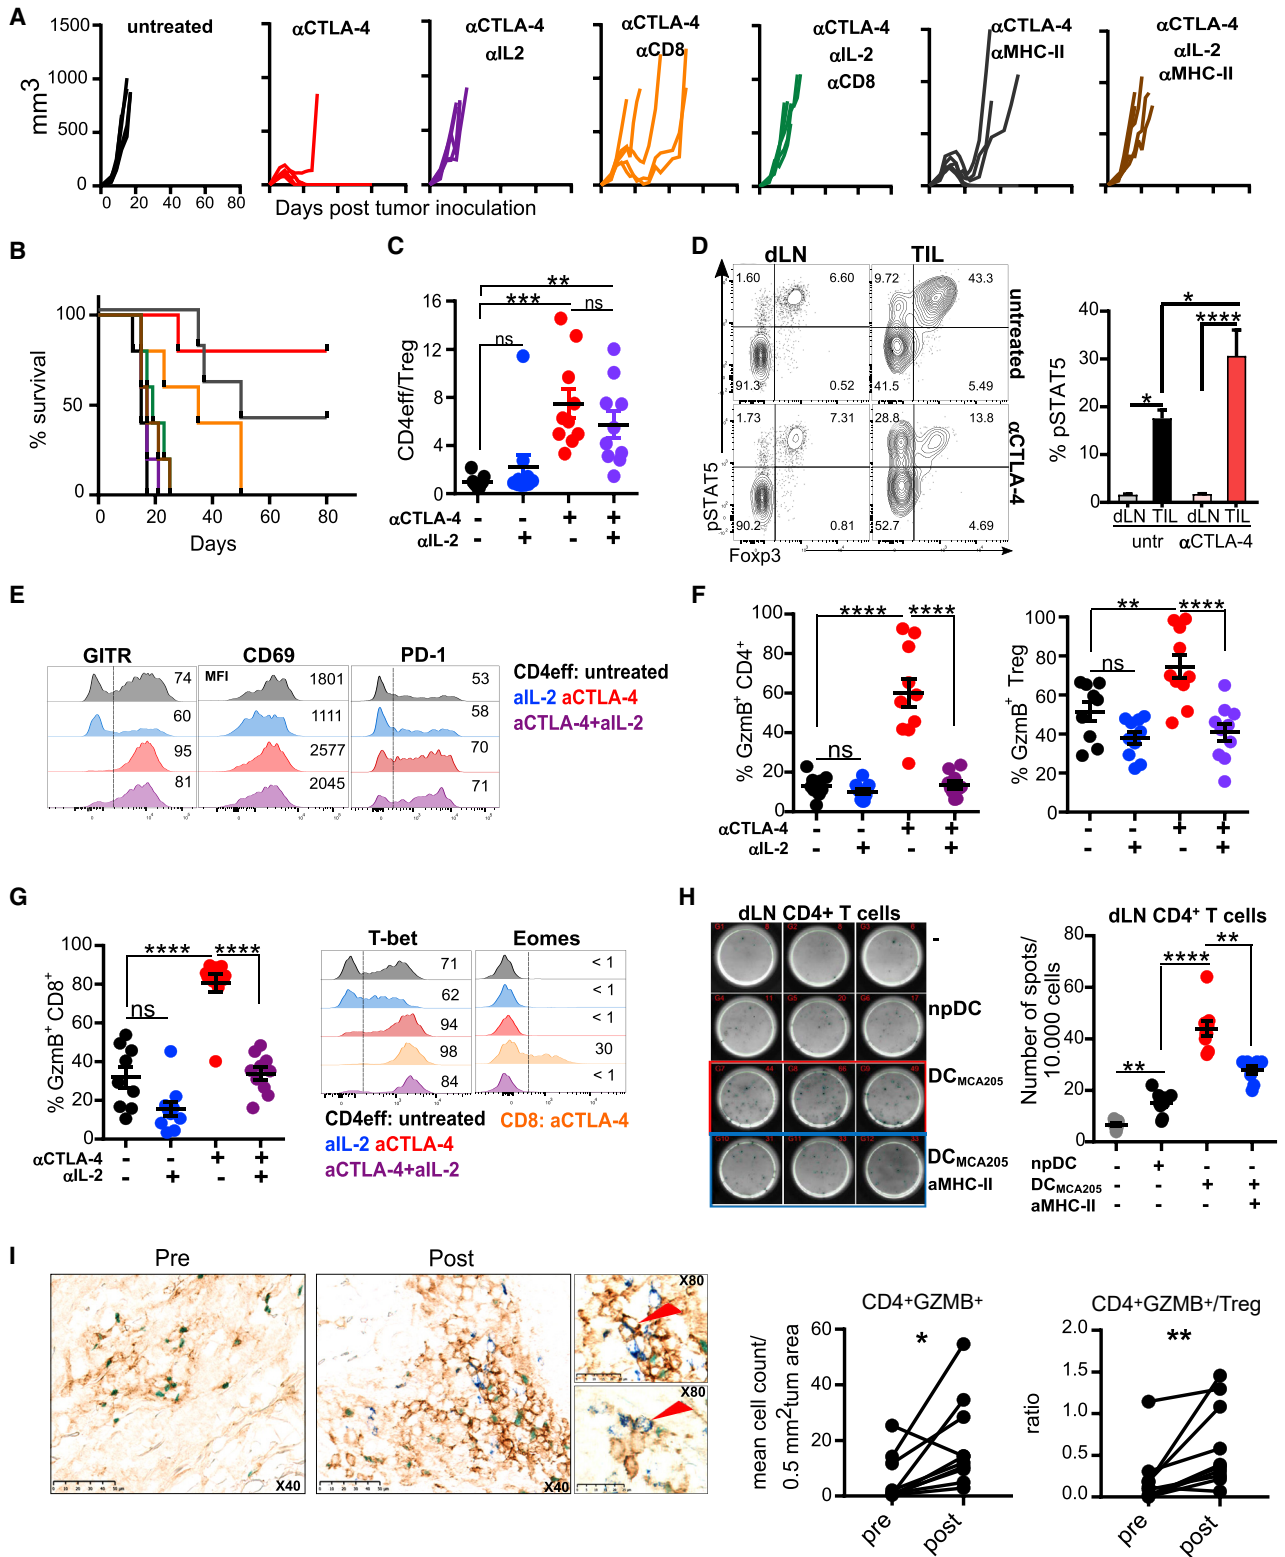 A
untreated
αCTLA-4
αCTLA-4
αIL2
αCTLA-4
αCD8
αCTLA-4
αIL-2
αCD8
αCTLA-4
αMHC-II
αCTLA-4
αIL-2
αMHC-II
1500
1000
500
0
mm3
0 20 40 60 80
Days post tumor inoculation
B
% survival
100
50
0
0 20 40 60 80
Days
C
CD4eff/Treg
16
12
8
4
0
**
***
ns
ns
αCTLA-4 - - + +
αIL-2 - + - +
D
dLN TIL
1.60 6.60 9.72 43.3
91.3 0.52 41.5 5.49
untreated
1.73 7.31 28.8 13.8
90.2 0.81 52.7 4.69
αCTLA-4
pSTAT5
Foxp3
% pSTAT5
40
30
20
10
0
*
****
*
dLN TIL dLN TIL
untr αCTLA-4
E
GITR CD69 PD-1
74 MFI 1801 53
60 1111 58
95 2577 70
81 2045 71
CD4eff: untreated
aIL-2 aCTLA-4
aCTLA-4+aIL-2
F
% GzmB+ CD4+
100
80
60
40
20
0
**** ****
ns
αCTLA-4 - - + +
αIL-2 - + - +
% GzmB+ Treg
100
80
60
40
20
0
** ****
ns
- - + +
- + - +
G
% GzmB+ CD8+
100
80
60
40
20
0
**** ****
ns
αCTLA-4 - - + +
αIL-2 - + - +
T-bet Eomes
71 < 1
62 < 1
94 < 1
98 30
84 < 1
CD4eff: untreated CD8: aCTLA-4
aIL-2 aCTLA-4
aCTLA-4+aIL-2
H
dLN CD4+ T cells
-
npDC
DCMCA205
DCMCA205
aMHC-II
dLN CD4+ T cells
Number of spots/
10.000 cells
80
60
40
20
0
**
****
**
npDC - + - -
DCMCA205 - - + +
aMHC-II - - - +
I
Pre Post
X40
X40
X80
X80
CD4+GZMB+
mean cell count/
0.5 mm2tum area
60
40
20
0
*
pre post
CD4+GZMB+/Treg
ratio
2.0
1.5
1.0
0.5
0.0
**
pre post